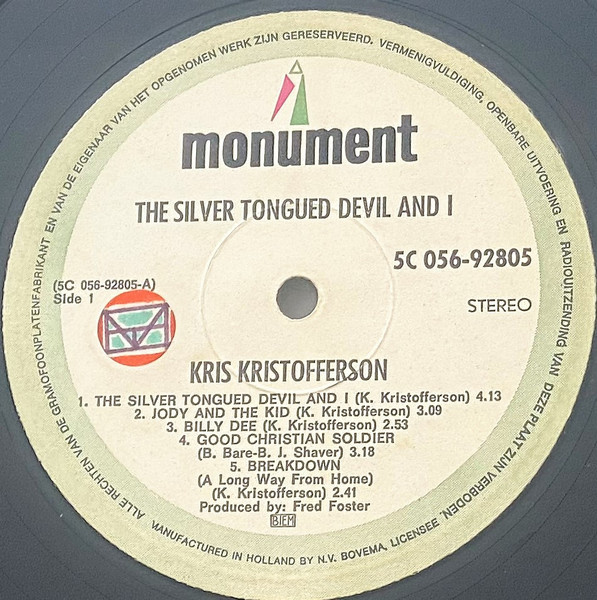 ALLE RECHTEN VAN DE GRAMOFOONPLATENFABRIKANT EN VAN DE EIGENAAR VAN HET OPGENOMEN WERK ZIJN GERESERVEERD. VERMENIGVULDIGING, OPENBARE UITVOERING EN RADIOUITZENDING VAN DEZE PLAAT ZIJN VERBODEN.
monument
THE SILVER TONGUED DEVIL AND I
5C 056-92805
(5C 056-92805-A)
Side 1
STEREO
KRIS KRISTOFFERSON
1. THE SILVER TONGUED DEVIL AND I (K. Kristofferson) 4.13
2. JODY AND THE KID (K. Kristofferson) 3.09
3. BILLY DEE (K. Kristofferson) 2.53
4. GOOD CHRISTIAN SOLDIER
(B. Bare-B. J. Shaver) 3.18
5. BREAKDOWN
(A Long Way From Home)
(K. Kristofferson) 2.41
Produced by: Fred Foster
BIEM
MANUFACTURED IN HOLLAND BY N.V. BOVEMA, LICENSEE,